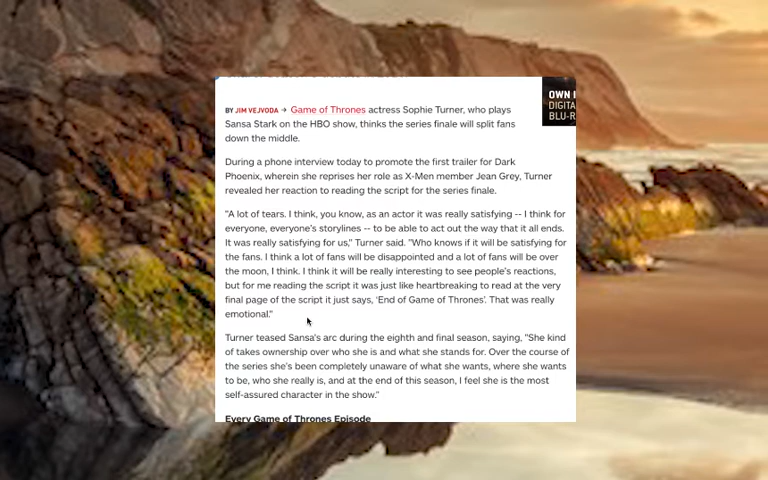 BY JIM VEJVODA → Game of Thrones actress Sophie Turner, who plays
Sansa Stark on the HBO show, thinks the series finale will split fans
down the middle.
During a phone interview today to promote the first trailer for Dark
Phoenix, wherein she reprises her role as X-Men member Jean Grey, Turner
revealed her reaction to reading the script for the series finale.
"A lot of tears. I think, you know, as an actor it was really satisfying -- I think for
everyone, everyone's storylines -- to be able to act out the way that it all ends.
It was really satisfying for us," Turner said. "Who knows if it will be satisfying for
the fans. I think a lot of fans will be disappointed and a lot of fans will be over
the moon, I think. I think it will be really interesting to see people's reactions,
but for me reading the script it was just like heartbreaking to read at the very
final page of the script it just says, 'End of Game of Thrones'. That was really
emotional."
Turner teased Sansa's arc during the eighth and final season, saying, "She kind
of takes ownership over who she is and what she stands for. Over the course of
the series she's been completely unaware of what she wants, where she wants
to be, who she really is, and at the end of this season, I feel she is the most
self-assured character in the show."
Every Game of Thrones Episode
OWN
DIGITA
BLU-R